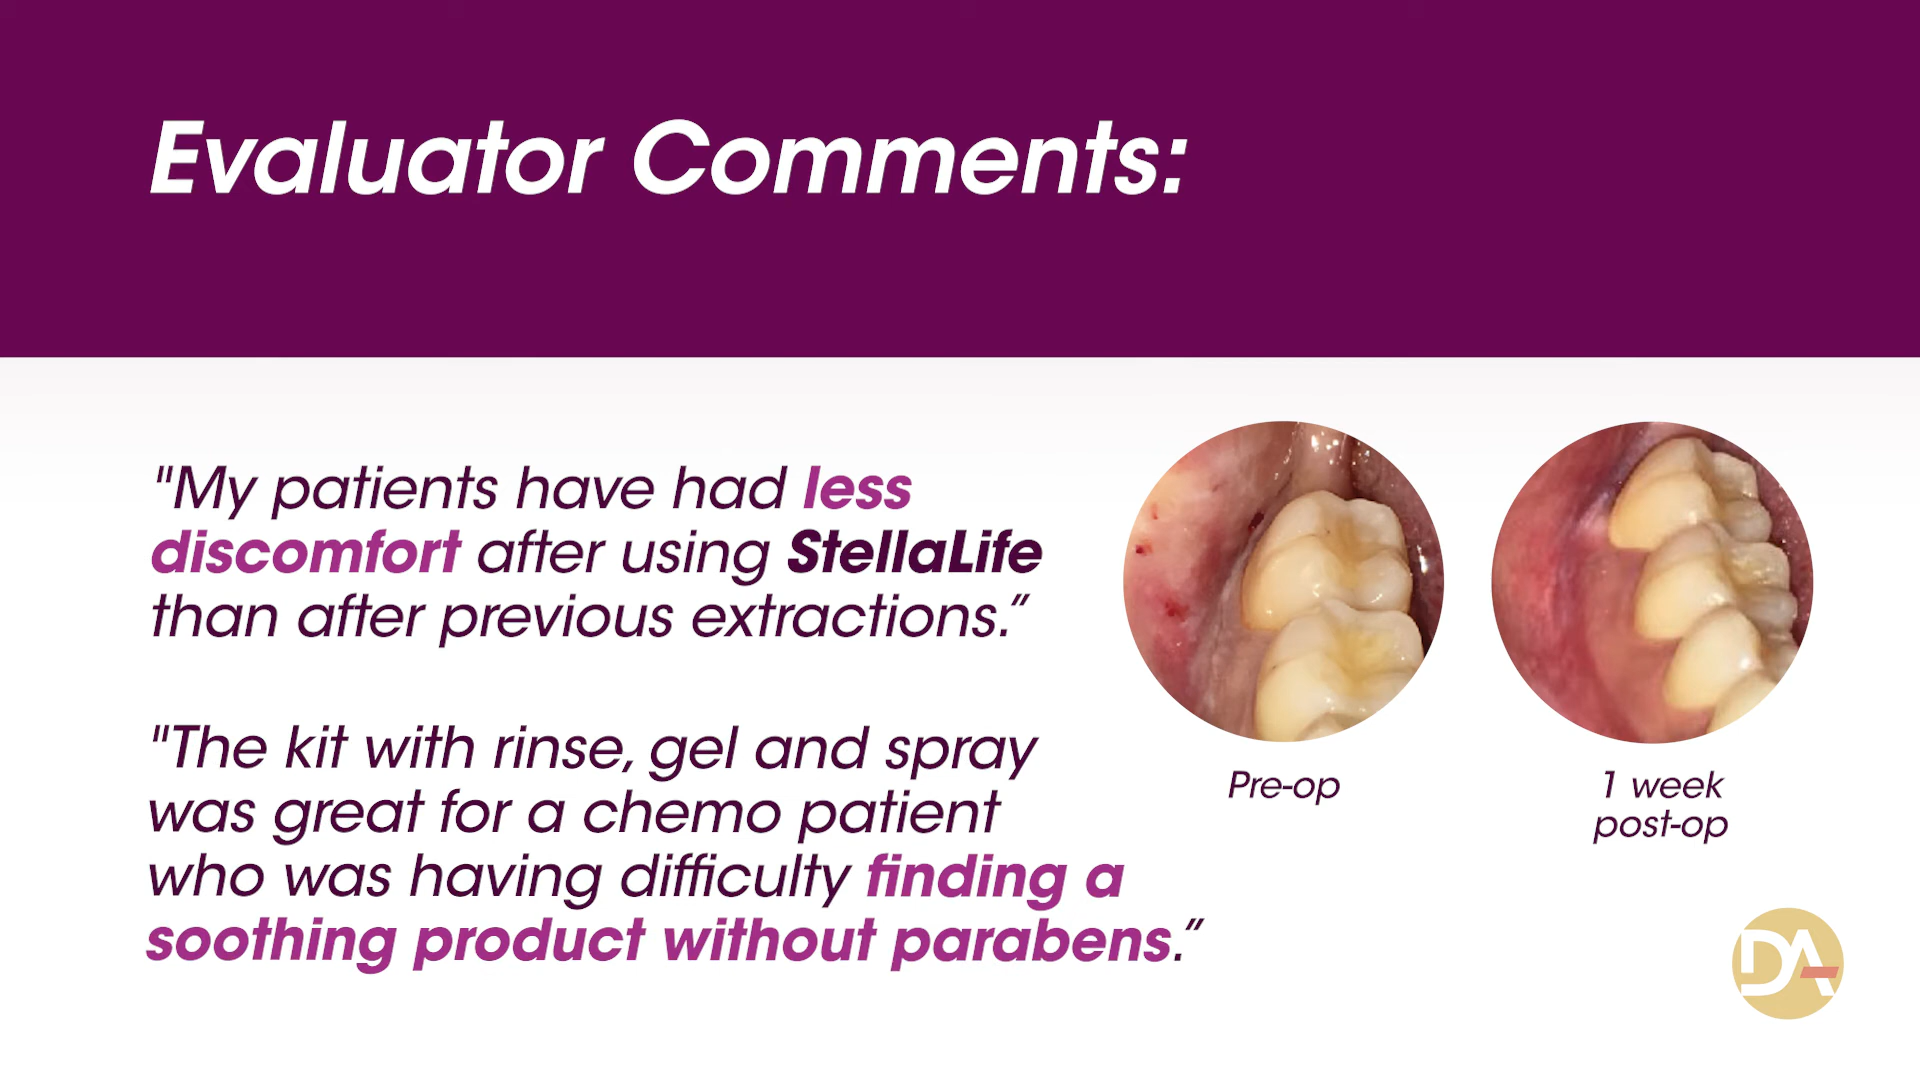 Evaluator Comments:
"My patients have had less
discomfort after using StellaLife
than after previous extractions.”
"The kit with rinse, gel and spray
was great for a chemo patient
who was having difficulty finding a
soothing product without parabens.”
Pre-op
1 week
post-op
DA